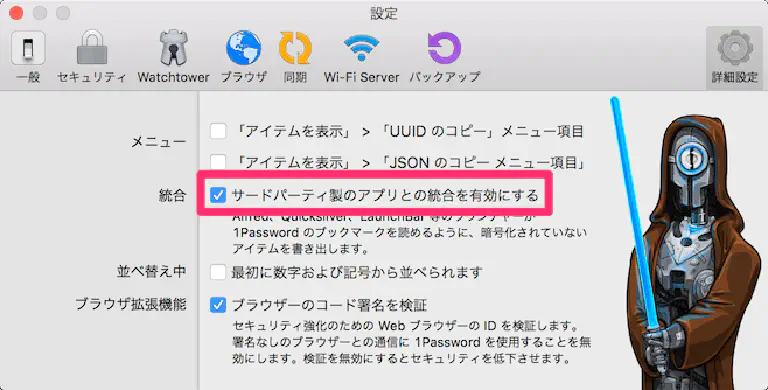 設定
一般 セキュリティ Watchtower ブラウザ 同期 Wi-Fi Server バックアップ 詳細設定
メニュー 「アイテムを表示」 > 「UUID のコピー」メニュー項目
「アイテムを表示」 > 「JSON のコピー メニュー項目」
統合 サードパーティ製のアプリとの統合を有効にする
Alfred、Quicksilver、LaunchBar 等のランチャーが
1Password のブックマークを読めるように、暗号化されていない
アイテムを書き出します。
並べ替え中 最初に数字および記号から並べられます
ブラウザ拡張機能 ブラウザーのコード署名を検証
セキュリティ強化のための Web ブラウザーの ID を検証します。
署名なしのブラウザーとの通信に 1Password を使用することを無
効にします。検証を無効にするとセキュリティを低下させます。